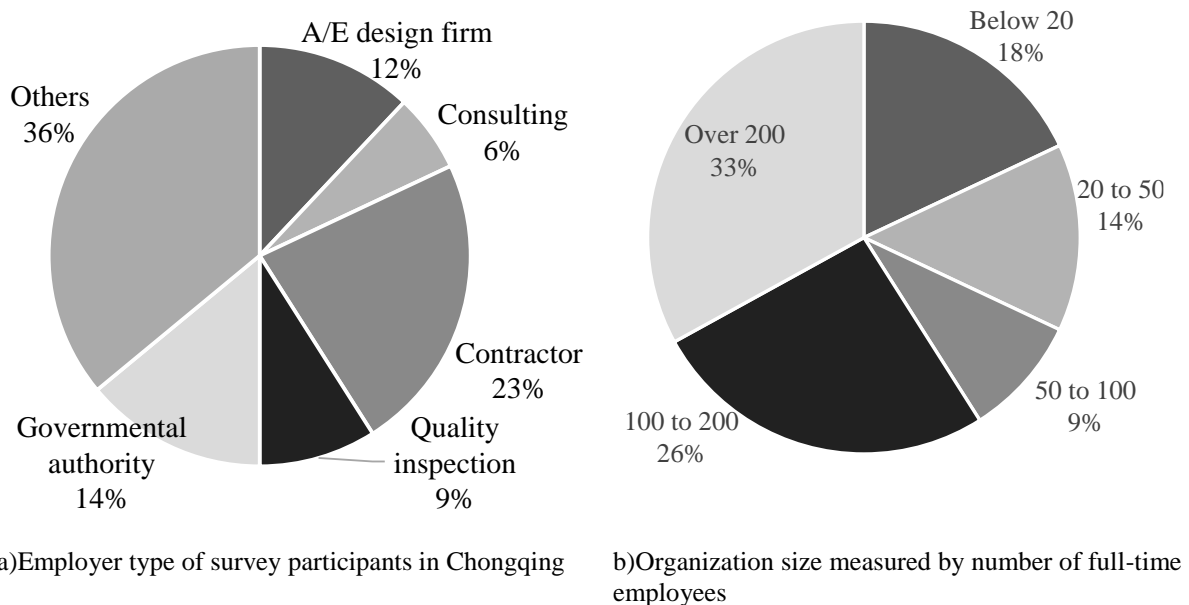 A/E design firm
12%
Consulting
6%
Contractor
23%
Quality
inspection
9%
Governmental
authority
14%
Others
36%
Below 20
18%
20 to 50
14%
50 to 100
9%
100 to 200
26%
Over 200
33%
a)Employer type of survey participants in Chongqing
b)Organization size measured by number of full-time
employees